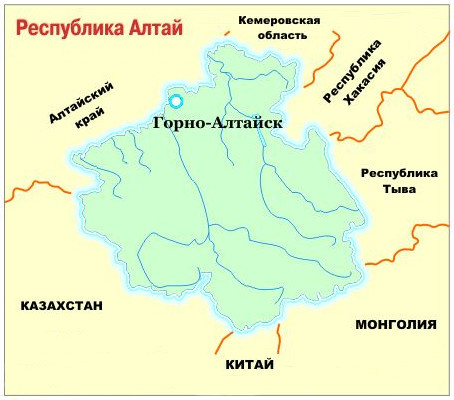 Республика Алтай
Кемеровская
область
Республика
Хакасия
Алтайский
край
Горно-Алтайск
Республика
Тыва
КАЗАХСТАН
МОНГОЛИЯ
КИТАЙ